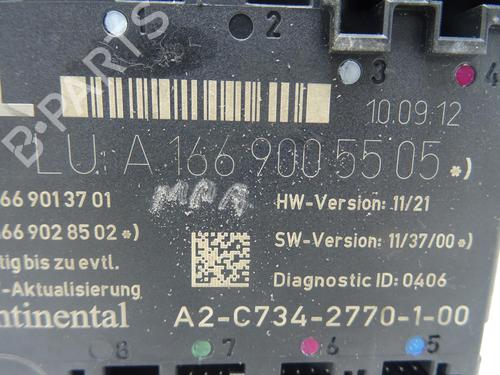 2
3
4
L
10.09.12
LU A 166 900 55 05 *)
66 901 37 01
MPA
HW-Version: 11/21
66 902 85 02 *)
SW-Version: 11/37/00 *)
tig bis zu evtl.
-Aktualisierung
Diagnostic ID: 0406
ntinental
A2-C734-2770-1-00
8
7
6
5
B-PARTS